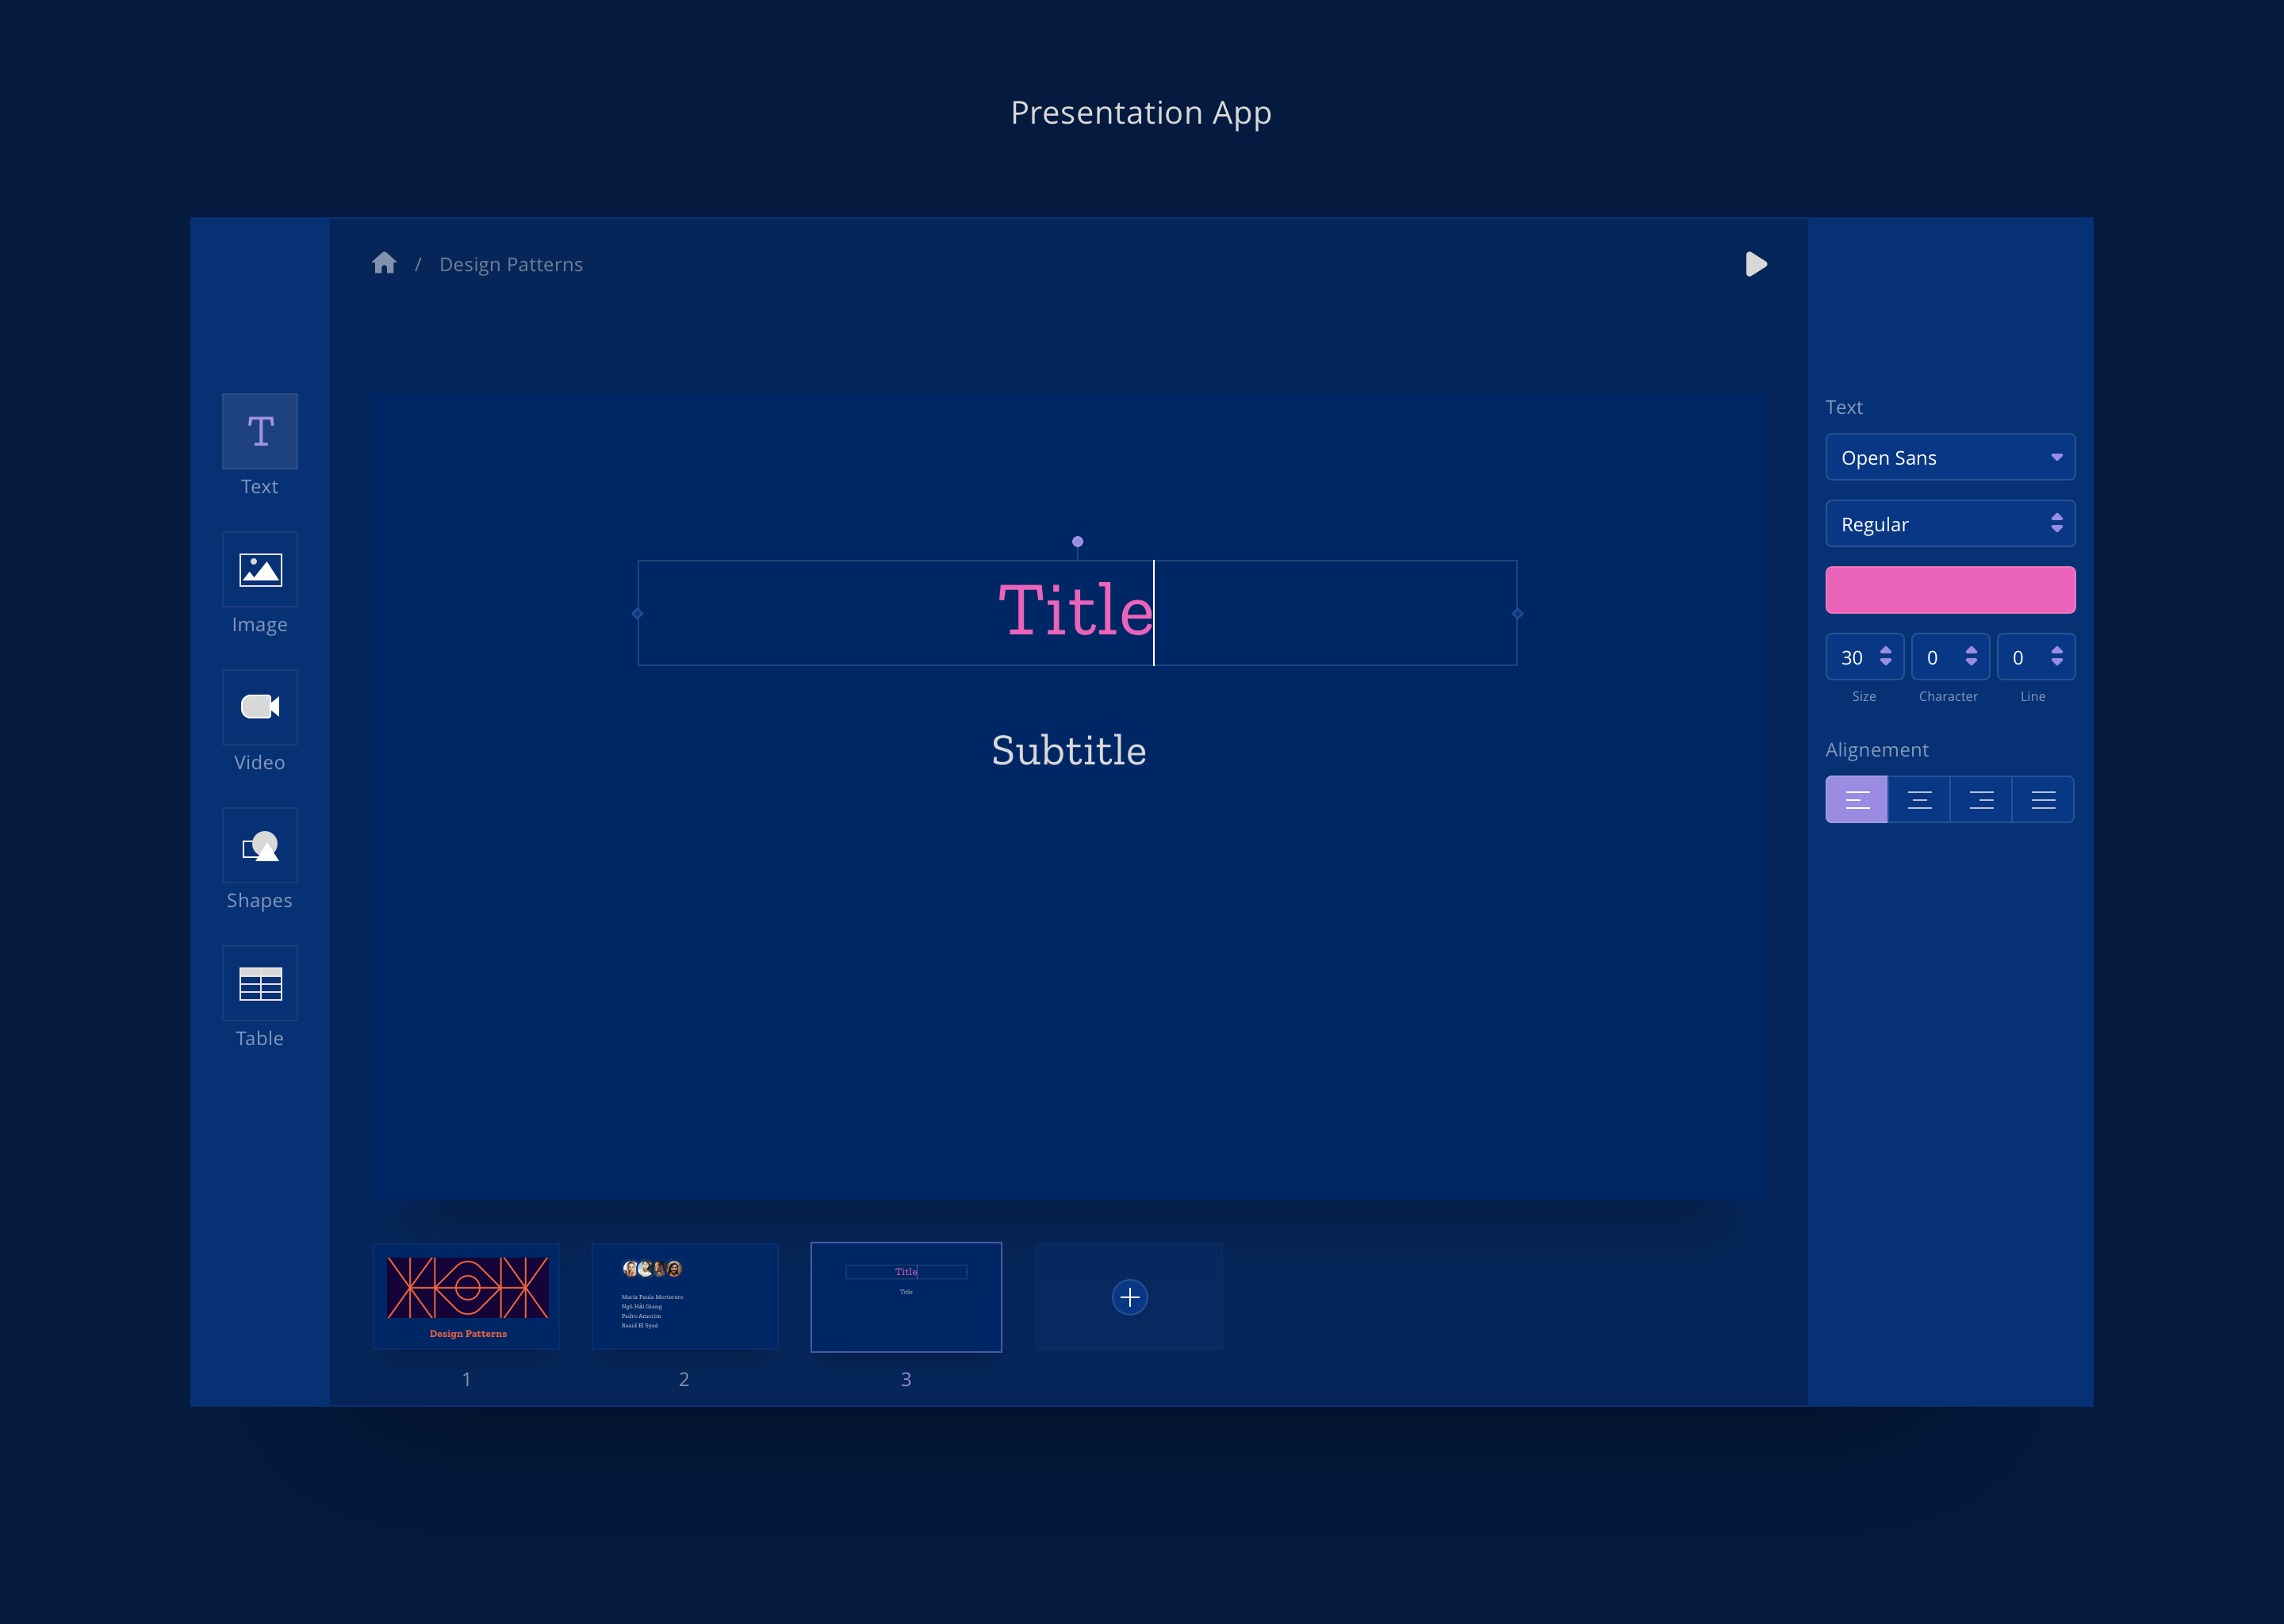 Presentation App
/ Design Patterns
T
Text
Image
Video
Shapes
Table
Title
Subtitle
Text
Open Sans
Regular
30 0 0
Size Character Line
Alignement
Design Patterns
1
Maria Paula Morterero
Ngô Hải Giang
Pedro Amorim
Raaid El Syed
2
Title
Title
3